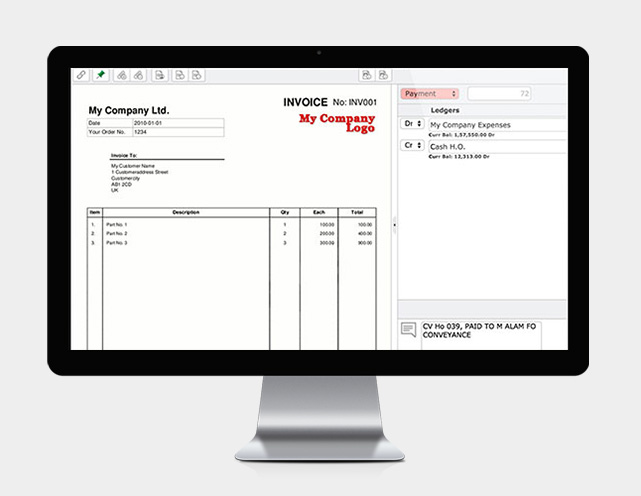 INVOICE No: INV001
My Company Ltd.
Date 2010-01-01
Your Order No. 1234
My Company
Logo
Invoice To:
My Customer Name
1 Customeraddress Street
Customercity
AB1 2CD
UK
Item Description Qty Each Total
1. Part No. 1 1 100.00 100.00
2. Part No. 2 2 200.00 400.00
3. Part No. 3 3 300.00 900.00
Payment 72
Ledgers
Dr My Company Expenses
Curr Bal: 1,57,550.00 Dr
Cr Cash H.O.
Curr Bal: 12,313.00 Dr
CV Ho 039, PAID TO M ALAM FO
CONVEYANCE